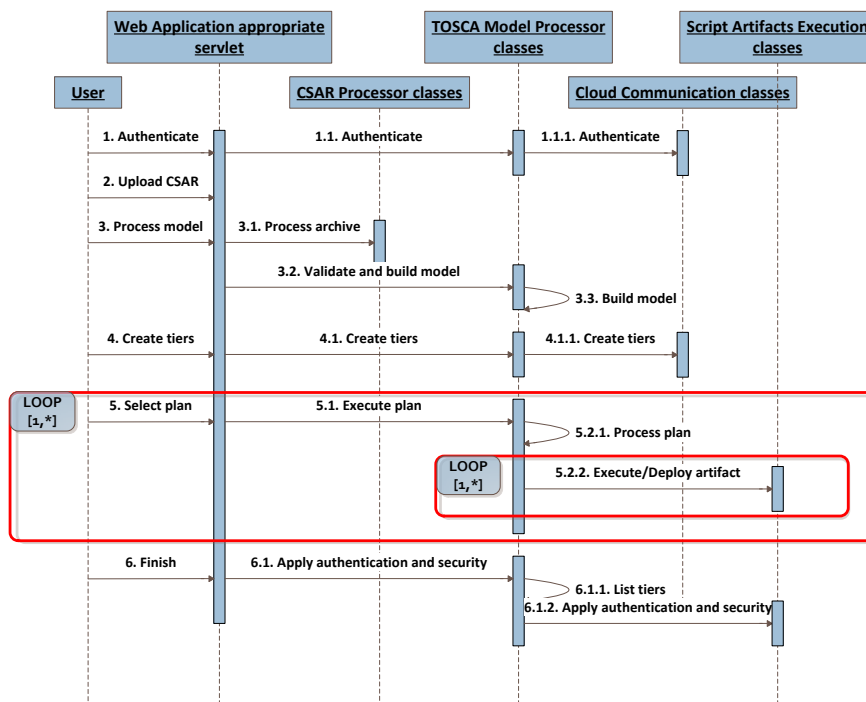 Web Application appropriate
servlet
TOSCA Model Processor
classes
Script Artifacts Execution
classes
User
CSAR Processor classes
Cloud Communication classes
1. Authenticate
1.1. Authenticate
1.1.1. Authenticate
2. Upload CSAR
3. Process model
3.1. Process archive
3.2. Validate and build model
3.3. Build model
4. Create tiers
4.1. Create tiers
4.1.1. Create tiers
LOOP
[1,*]
5. Select plan
5.1. Execute plan
5.2.1. Process plan
LOOP
[1,*]
5.2.2. Execute/Deploy artifact
6. Finish
6.1. Apply authentication and security
6.1.1. List tiers
6.1.2. Apply authentication and security